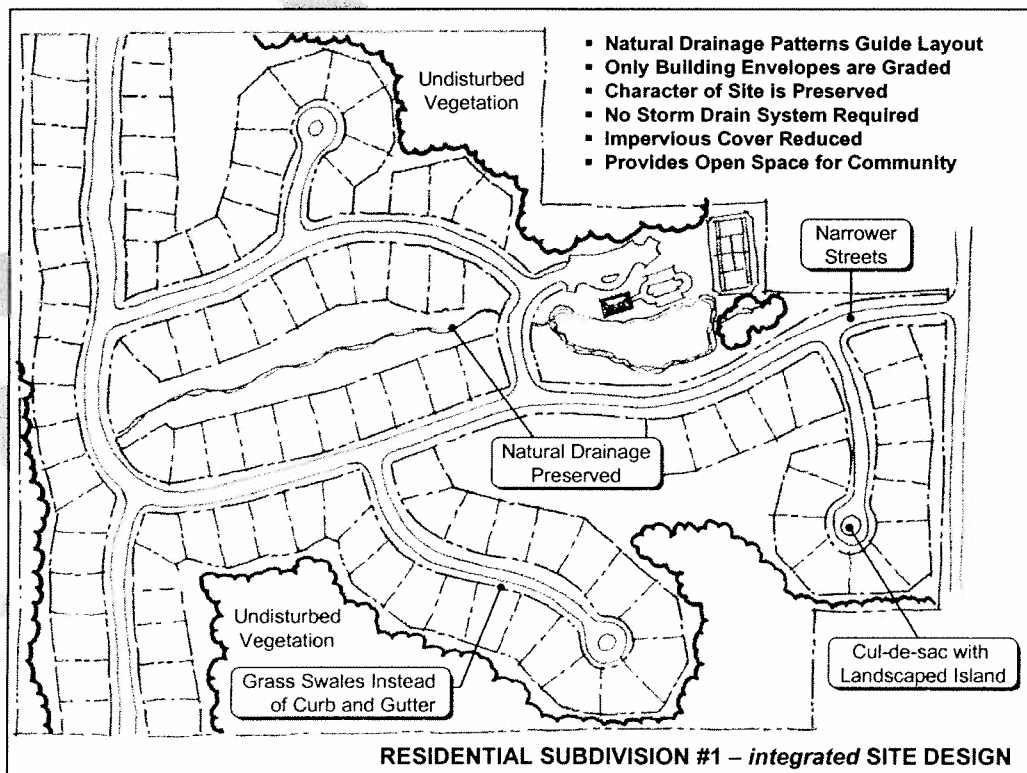 ▪ Natural Drainage Patterns Guide Layout
▪ Only Building Envelopes are Graded
▪ Character of Site is Preserved
▪ No Storm Drain System Required
▪ Impervious Cover Reduced
▪ Provides Open Space for Community
Undisturbed
Vegetation
Narrower
Streets
Natural Drainage
Preserved
Undisturbed
Vegetation
Grass Swales Instead
of Curb and Gutter
Cul-de-sac with
Landscaped Island
RESIDENTIAL SUBDIVISION #1 – integrated SITE DESIGN